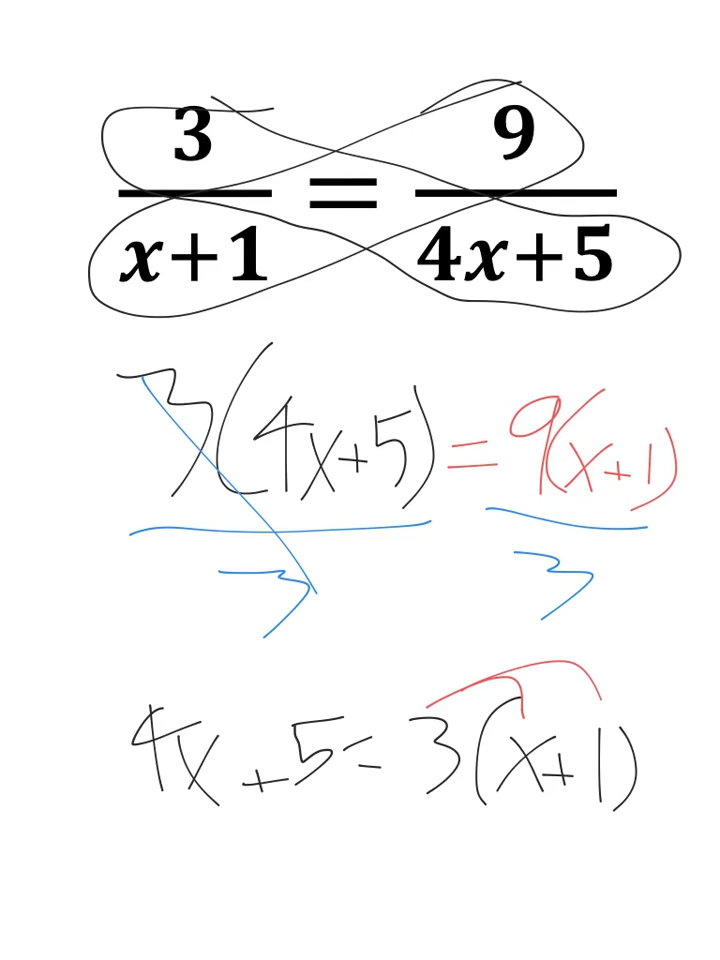 3 = 9
x+1 4x+5
3(4x+5) = 9(x+1)
3 3
4x+5 = 3(x+1)